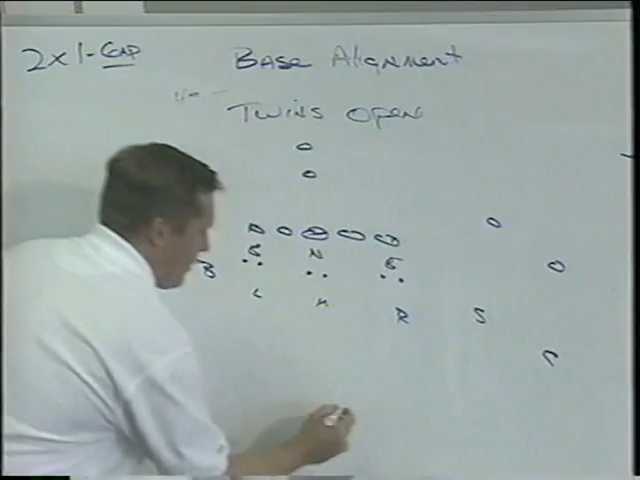 2x1-Gap Base Alignment
Twins Open
E N E
B
L M R S
C